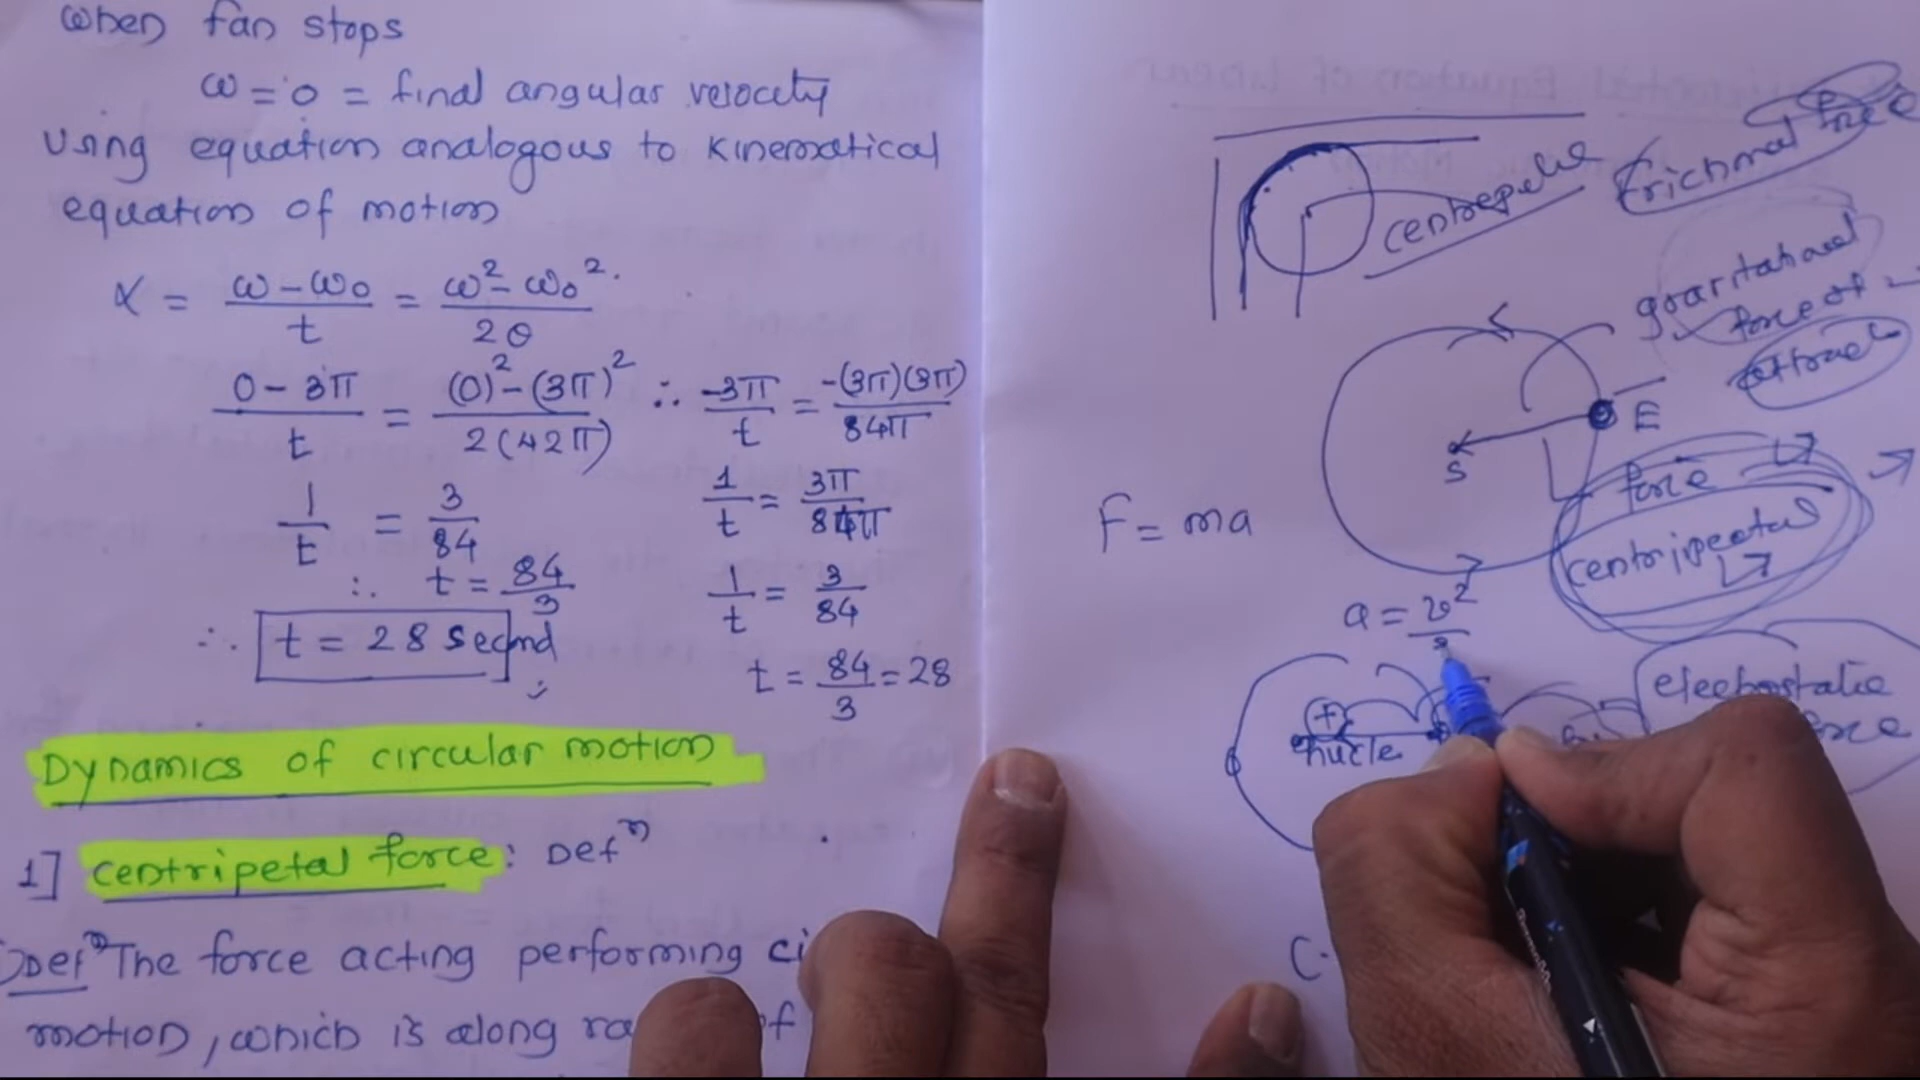 when fan stops
ω = 0 = final angular velocity
Using equation analogous to kinematical
equation of motion
α = ω - ω₀ / t = ω² - ω₀² / 2θ
0 - 3π / t = (0)² - (3π)² / 2(42π) ∴ -3π / t = -(3π)(3π) / 84π
1 / t = 3 / 84
∴ t = 84 / 3
∴ t = 28 second
1 / t = 3π / 84π
1 / t = 3 / 84
t = 84 / 3 = 28
Dynamics of circular motion
1] centripetal force: Defⁿ
Defⁿ The force acting performing ci
motion, which is along ra of
centrepetal
frictional force
gravitational
force of
attrac
E
S
force
centripetal
F = ma
a = v²
+
nucle
electrostatic
force
C.